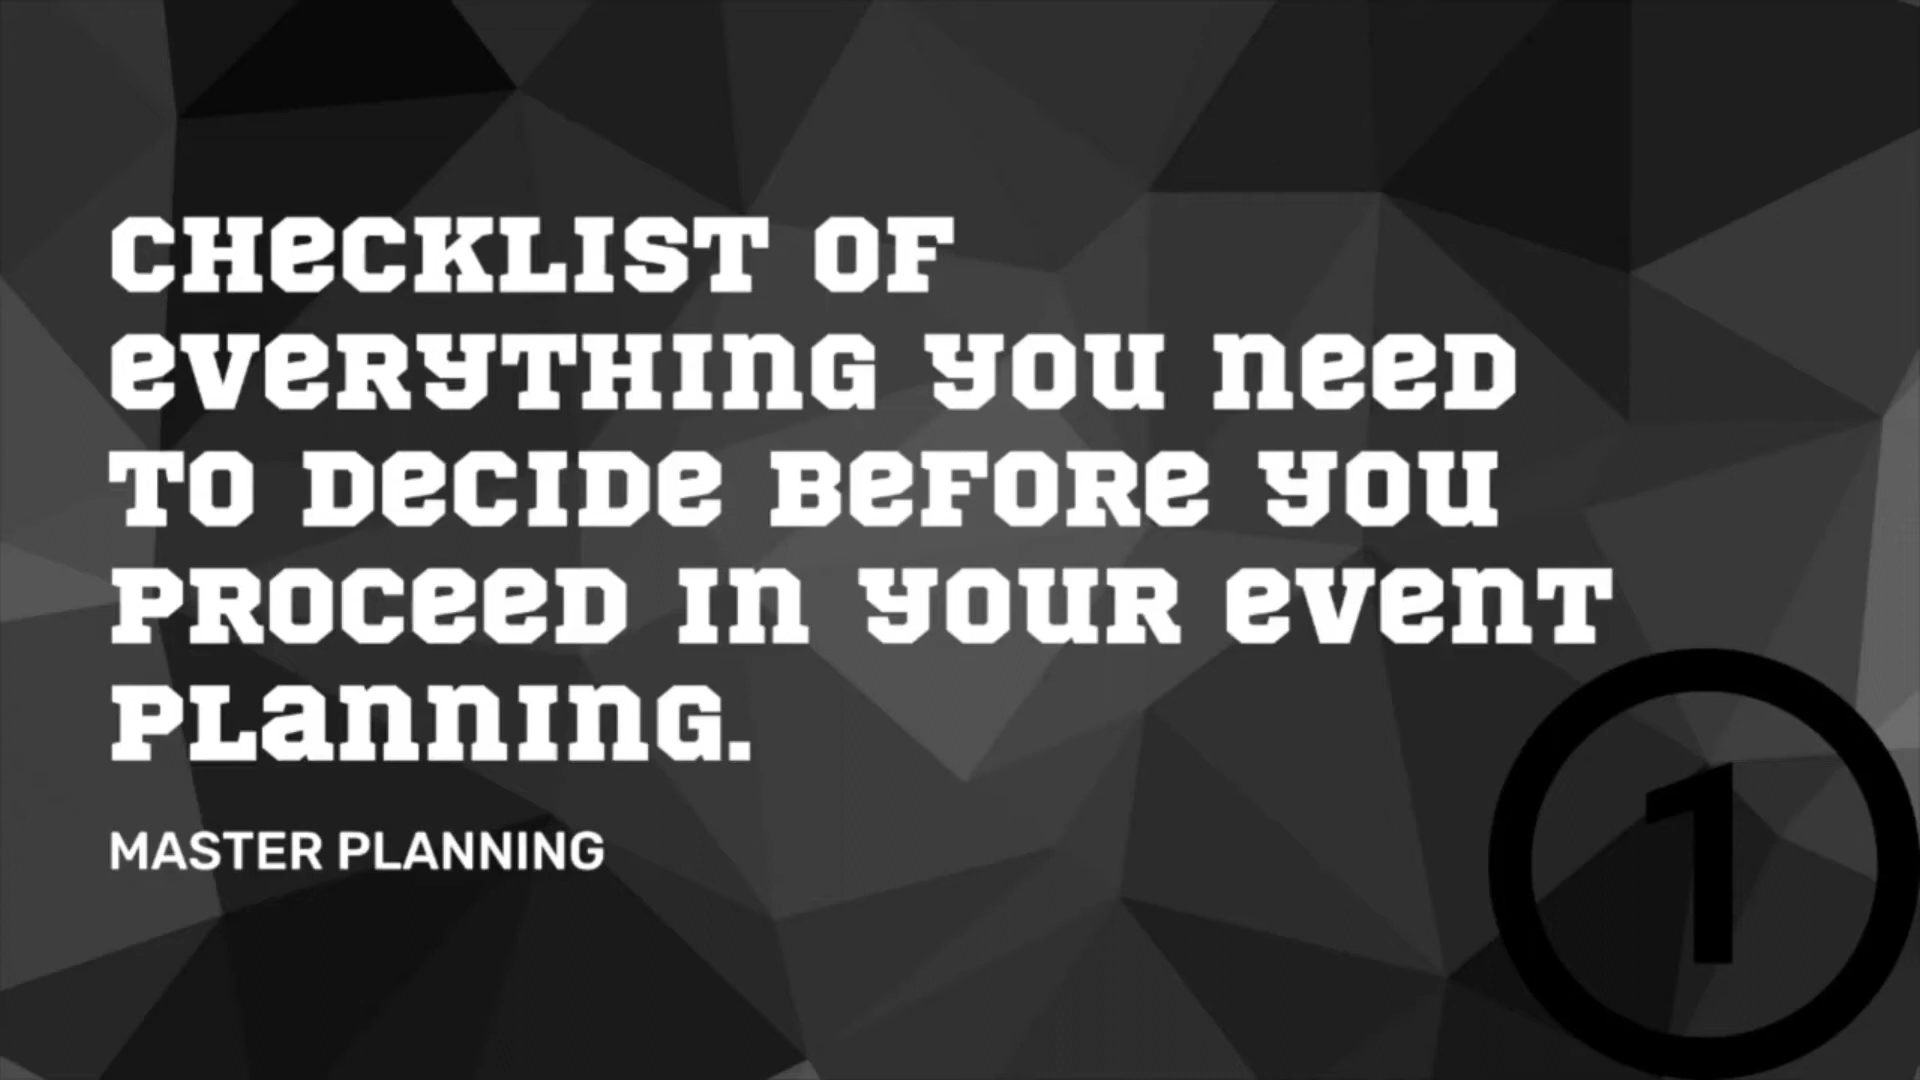 CHECKLIST OF
EVERYTHING YOU NEED
TO DECIDE BEFORE YOU
PROCEED IN YOUR EVENT
PLANNING.
MASTER PLANNING
1